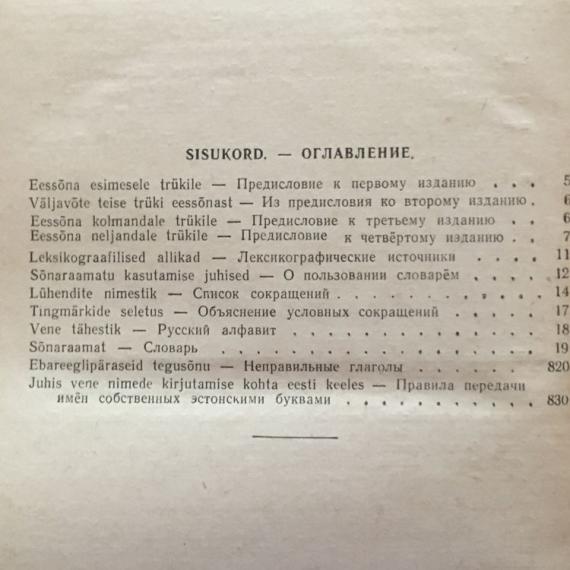 SISUKORD. — ОГЛАВЛЕНИЕ.
Eessõna esimesele trükile — Предисловие к первому изданию . . . 5
Väljavõte teise trüki eessõnast — Из предисловия ко второму изданию . 6
Eessõna kolmandale trükile — Предисловие к третьему изданию . . 6
Eessõna neljandale trükile — Предисловие к четвёртому изданию . . 7
Leksikograafilised allikad — Лексикографические источники . . . . 11
Sõnaraamatu kasutamise juhised — О пользовании словарём . . . . 12
Lühendite nimestik — Список сокращений . . . . . . . . . . 14
Tingmärkide seletus — Объяснение условных сокращений . . . . . 17
Vene tähestik — Русский алфавит . . . . . . . . . . . . 18
Sõnaraamat — Словарь . . . . . . . . . . . . . . . 19
Ebareeglipäraseid tegusõnu — Неправильные глаголы . . . . . . 820
Juhis vene nimede kirjutamise kohta eesti keeles — Правила передачи
имён собственных эстонскими буквами . . . . . . . . . . 830